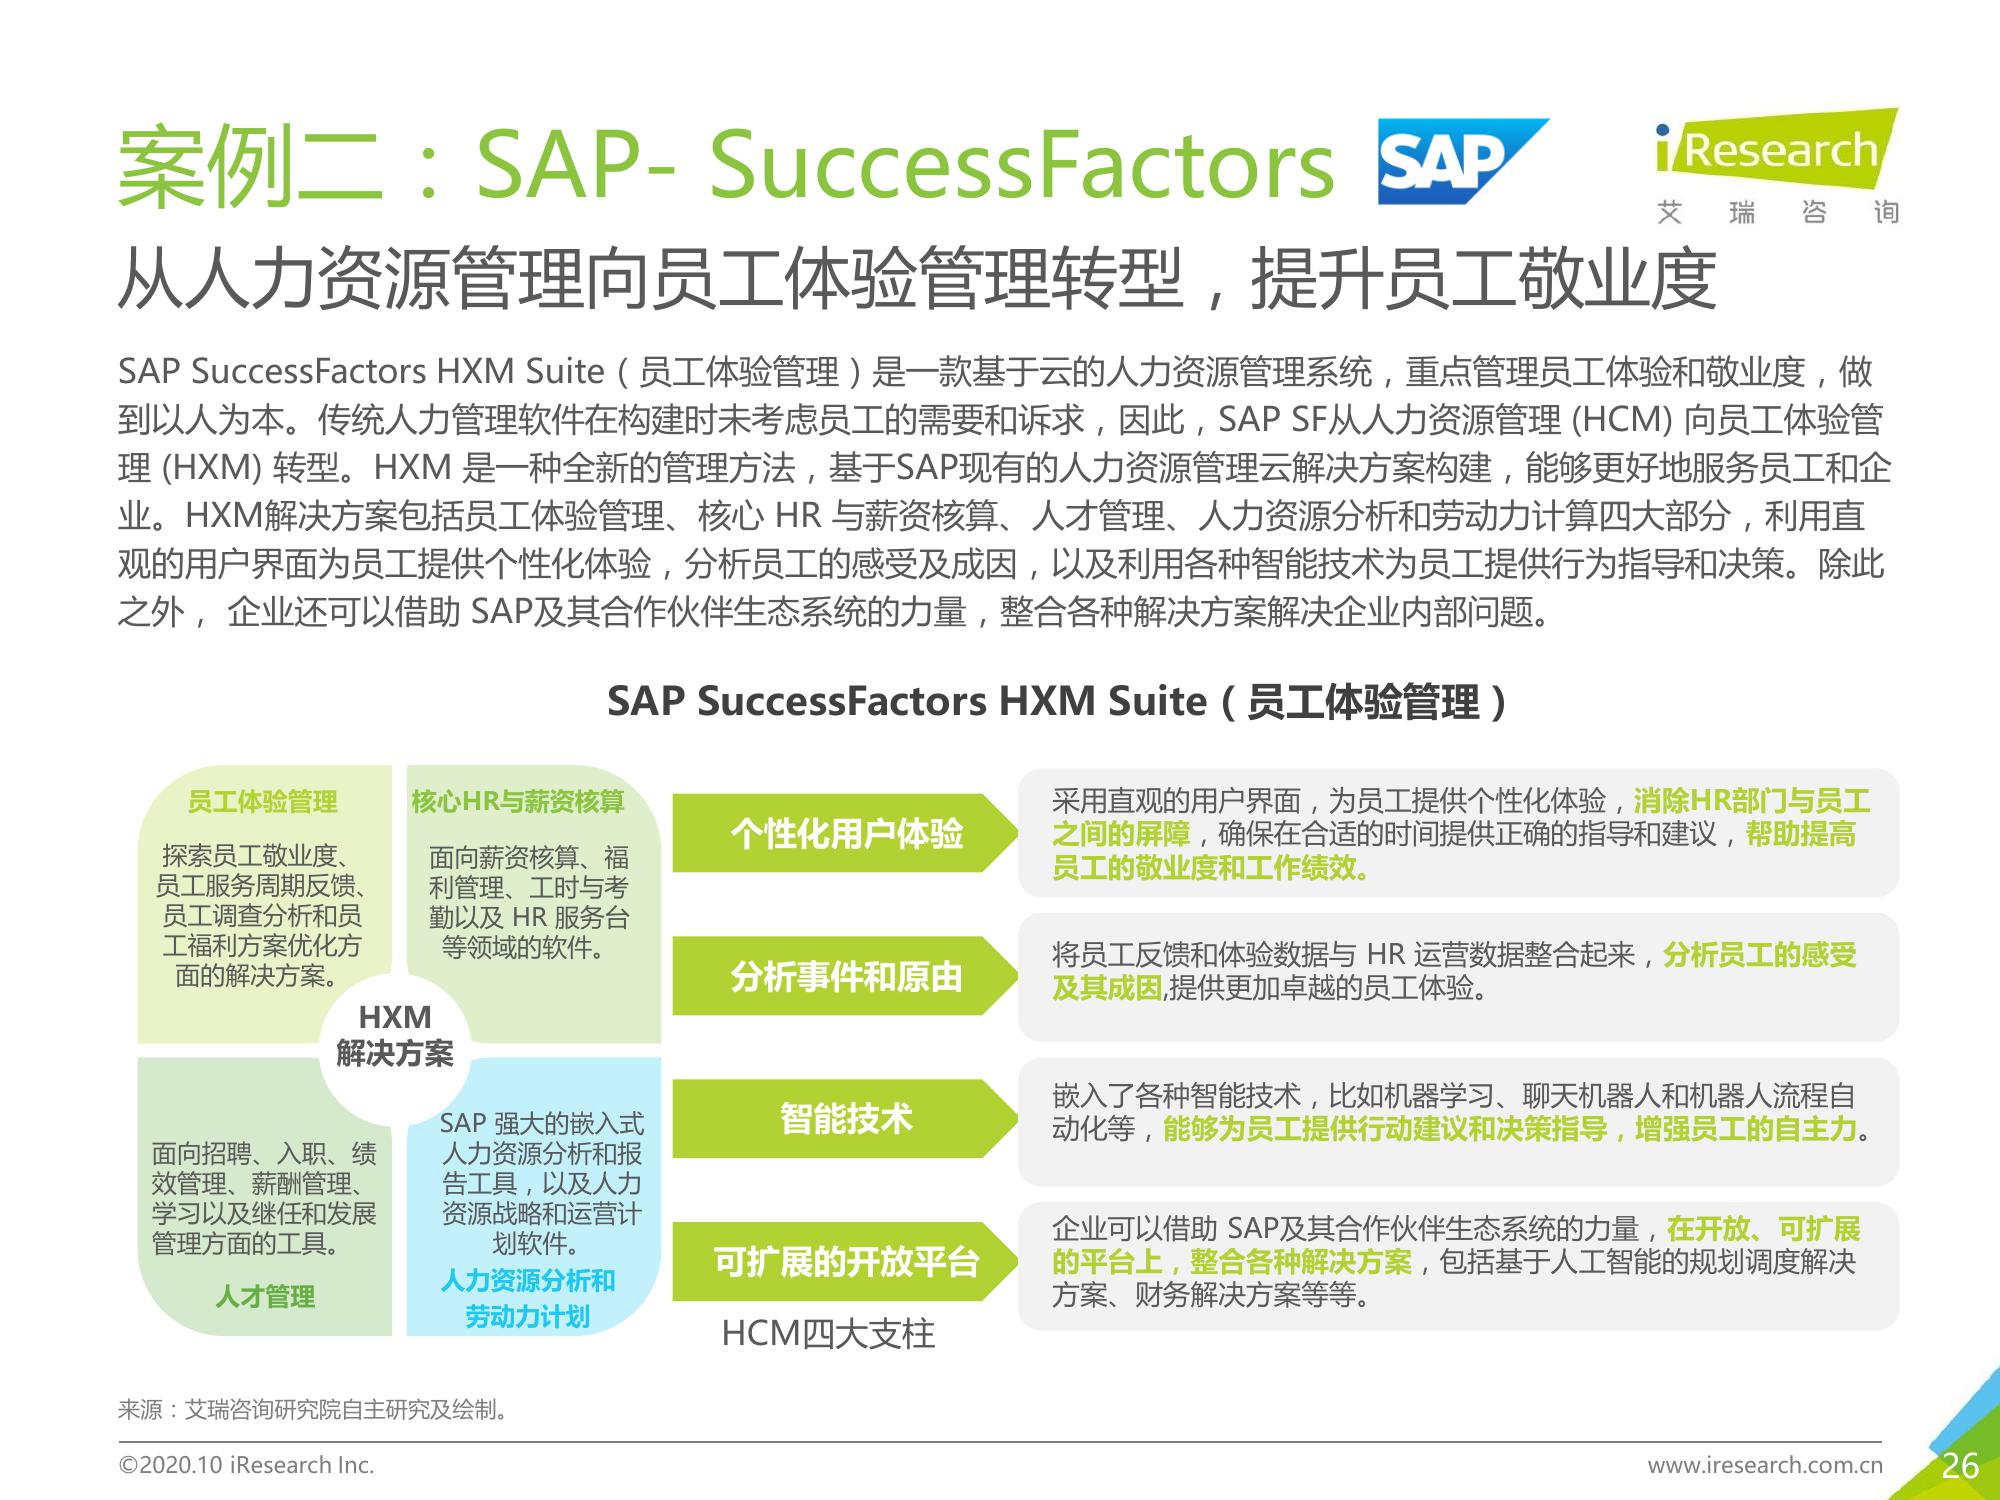 案例二：SAP- SuccessFactors
SAP
iResearch
艾瑞咨询
从人力资源管理向员工体验管理转型，提升员工敬业度
SAP SuccessFactors HXM Suite（员工体验管理）是一款基于云的人力资源管理系统，重点管理员工体验和敬业度，做
到以人为本。传统人力管理软件在构建时未考虑员工的需要和诉求，因此，SAP SF从人力资源管理 (HCM) 向员工体验管
理 (HXM) 转型。HXM 是一种全新的管理方法，基于SAP现有的人力资源管理云解决方案构建，能够更好地服务员工和企
业。HXM解决方案包括员工体验管理、核心 HR 与薪资核算、人才管理、人力资源分析和劳动力计算四大部分，利用直
观的用户界面为员工提供个性化体验，分析员工的感受及成因，以及利用各种智能技术为员工提供行为指导和决策。除此
之外， 企业还可以借助 SAP及其合作伙伴生态系统的力量，整合各种解决方案解决企业内部问题。
SAP SuccessFactors HXM Suite（员工体验管理）
员工体验管理
探索员工敬业度、
员工服务周期反馈、
员工调查分析和员
工福利方案优化方
面的解决方案。
核心HR与薪资核算
面向薪资核算、福
利管理、工时与考
勤以及 HR 服务台
等领域的软件。
HXM
解决方案
面向招聘、入职、绩
效管理、薪酬管理、
学习以及继任和发展
管理方面的工具。
人才管理
SAP 强大的嵌入式
人力资源分析和报
告工具，以及人力
资源战略和运营计
划软件。
人力资源分析和
劳动力计划
个性化用户体验
采用直观的用户界面，为员工提供个性化体验，消除HR部门与员工
之间的屏障，确保在合适的时间提供正确的指导和建议，帮助提高
员工的敬业度和工作绩效。
分析事件和原由
将员工反馈和体验数据与 HR 运营数据整合起来，分析员工的感受
及其成因,提供更加卓越的员工体验。
智能技术
嵌入了各种智能技术，比如机器学习、聊天机器人和机器人流程自
动化等，能够为员工提供行动建议和决策指导，增强员工的自主力。
可扩展的开放平台
企业可以借助 SAP及其合作伙伴生态系统的力量，在开放、可扩展
的平台上，整合各种解决方案，包括基于人工智能的规划调度解决
方案、财务解决方案等等。
HCM四大支柱
来源：艾瑞咨询研究院自主研究及绘制。
©2020.10 iResearch Inc.
www.iresearch.com.cn
26